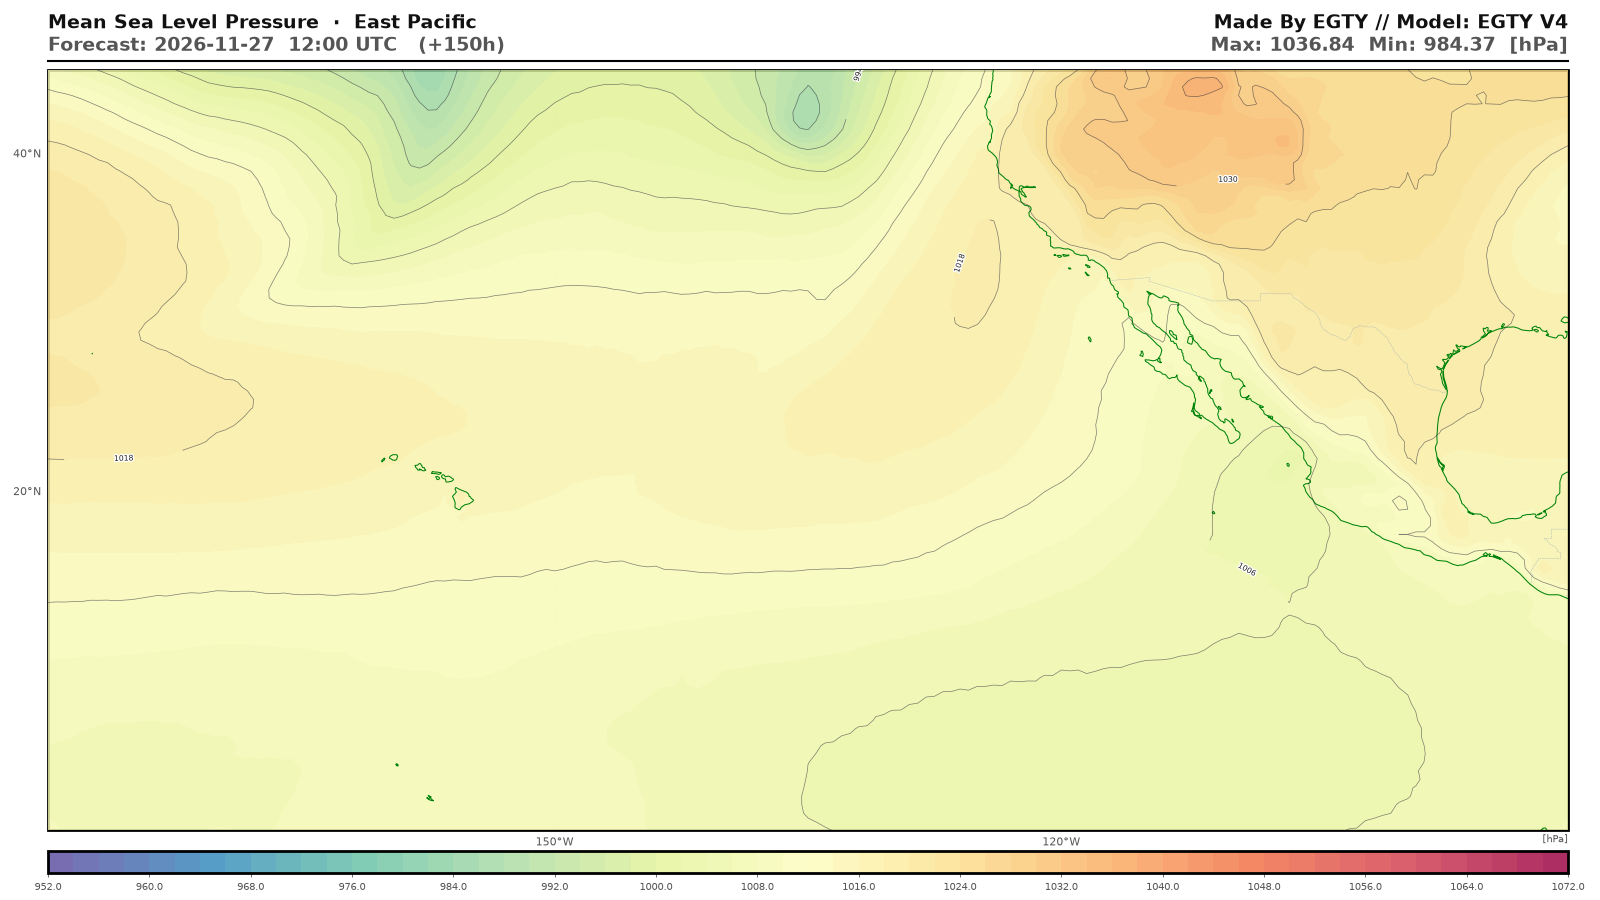 Mean Sea Level Pressure · East Pacific
Made By EGTY // Model: EGTY V4
Forecast: 2026-11-27 12:00 UTC (+150h)
Max: 1036.84 Min: 984.37 [hPa]
40°N
1030
1018
1018
20°N
1006
150°W
120°W
[hPa]
952.0 960.0 968.0 976.0 984.0 992.0 1000.0 1008.0 1016.0 1024.0 1032.0 1040.0 1048.0 1056.0 1064.0 1072.0